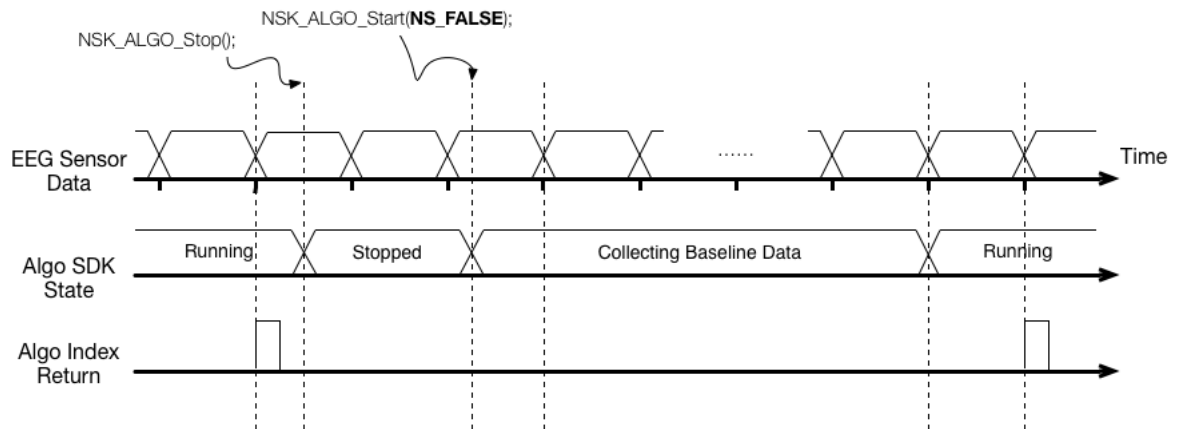 NSK_ALGO_Start(NS_FALSE);
NSK_ALGO_Stop();
EEG Sensor
Data
......
Time
Algo SDK
State
Running
Stopped
Collecting Baseline Data
Running
Algo Index
Return